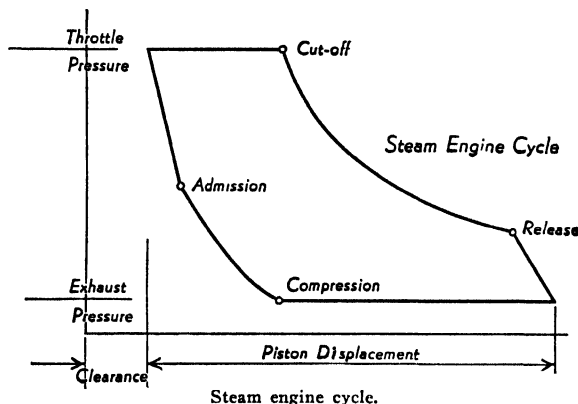 Throttle
Pressure
Cut-off
Steam Engine Cycle
Admission
Release
Exhaust
Pressure
Compression
Piston Displacement
Clearance
Steam engine cycle.